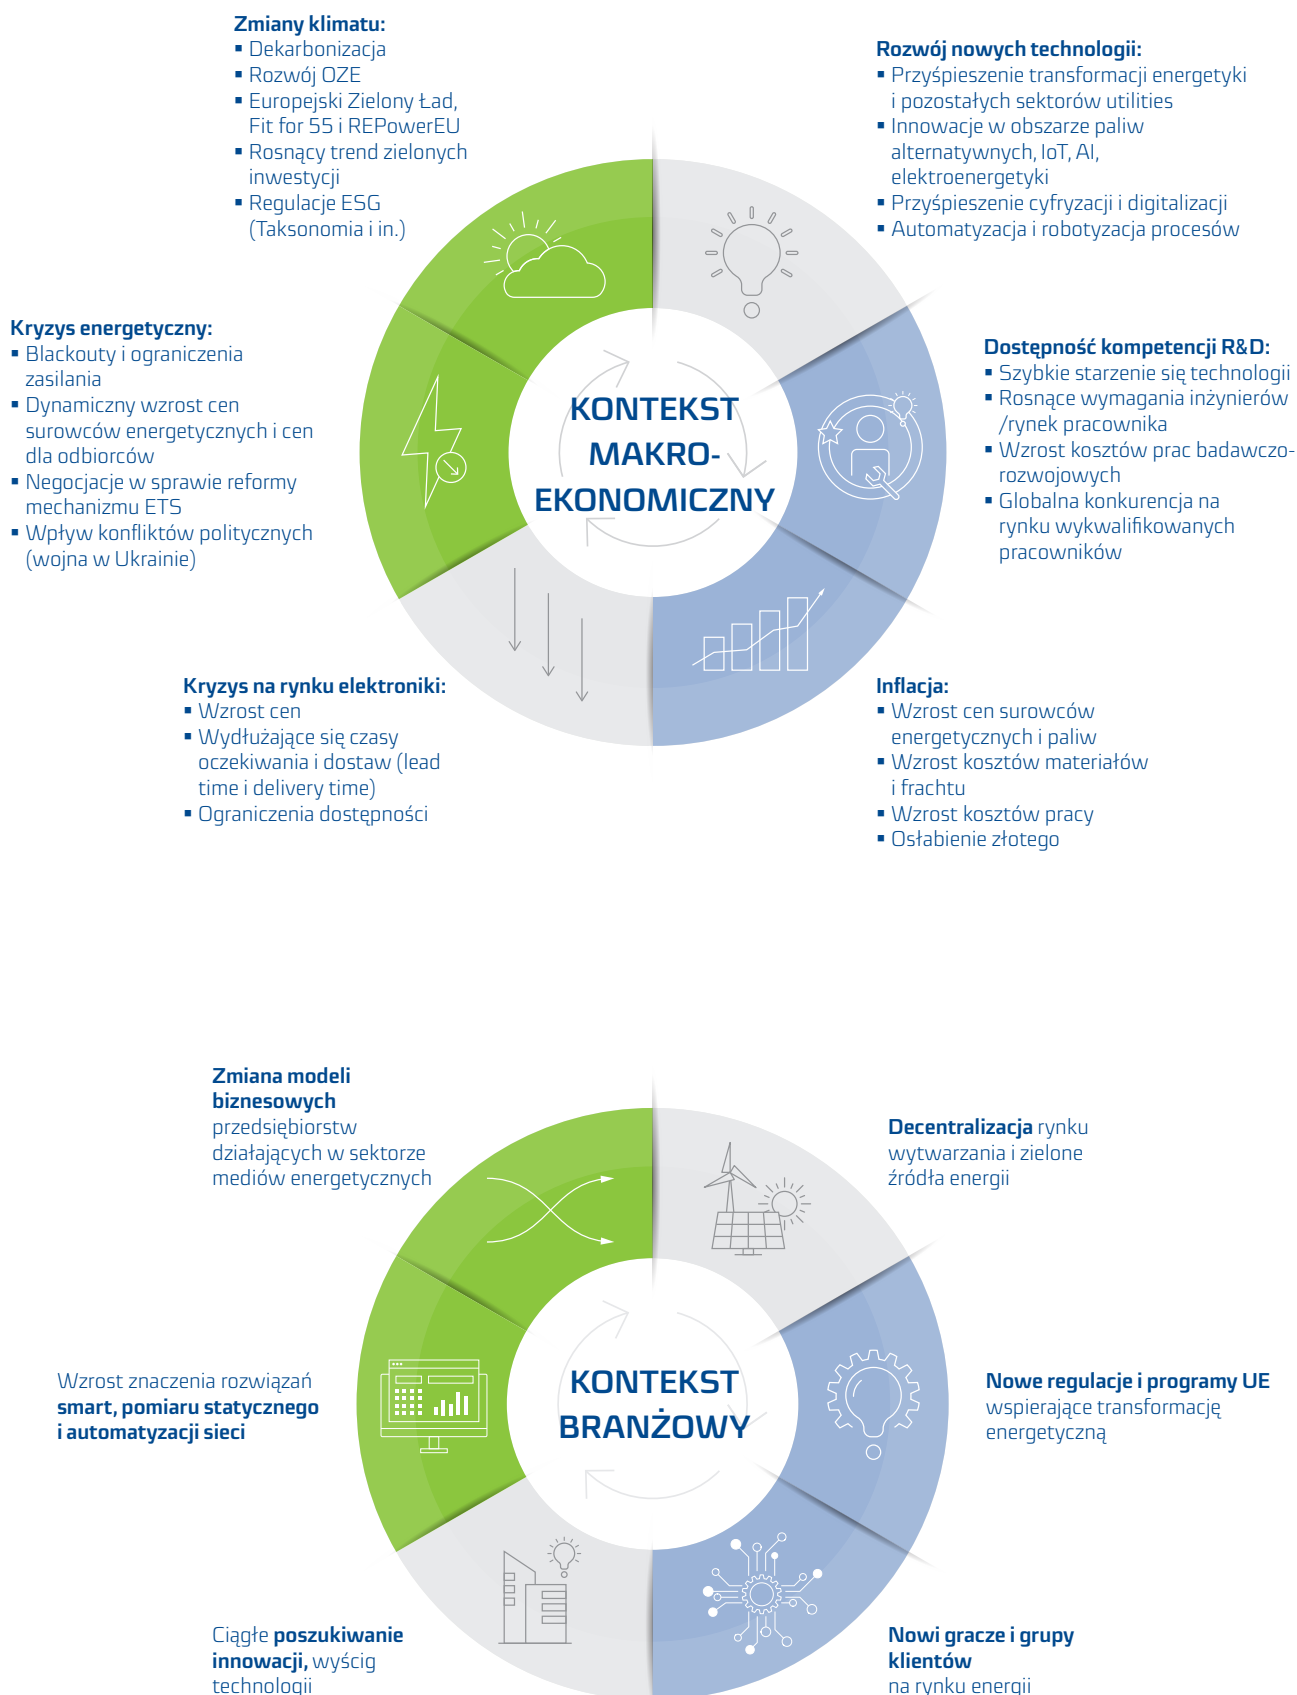 Zmiany klimatu:
▪ Dekarbonizacja
▪ Rozwój OZE
▪ Europejski Zielony Ład,
Fit for 55 i REPowerEU
▪ Rosnący trend zielonych
inwestycji
▪ Regulacje ESG
(Taksonomia i in.)
Rozwój nowych technologii:
▪ Przyśpieszenie transformacji energetyki
i pozostałych sektorów utilities
▪ Innowacje w obszarze paliw
alternatywnych, IoT, AI,
elektroenergetyki
▪ Przyśpieszenie cyfryzacji i digitalizacji
▪ Automatyzacja i robotyzacja procesów
Kryzys energetyczny:
▪ Blackouty i ograniczenia
zasilania
▪ Dynamiczny wzrost cen
surowców energetycznych i cen
dla odbiorców
▪ Negocjacje w sprawie reformy
mechanizmu ETS
▪ Wpływ konfliktów politycznych
(wojna w Ukrainie)
KONTEKST
MAKRO-
EKONOMICZNY
Dostępność kompetencji R&D:
▪ Szybkie starzenie się technologii
▪ Rosnące wymagania inżynierów
/rynek pracownika
▪ Wzrost kosztów prac badawczo-
rozwojowych
▪ Globalna konkurencja na
rynku wykwalifikowanych
pracowników
Kryzys na rynku elektroniki:
▪ Wzrost cen
▪ Wydłużające się czasy
oczekiwania i dostaw (lead
time i delivery time)
▪ Ograniczenia dostępności
Inflacja:
▪ Wzrost cen surowców
energetycznych i paliw
▪ Wzrost kosztów materiałów
i frachtu
▪ Wzrost kosztów pracy
▪ Osłabienie złotego
Zmiana modeli
biznesowych
przedsiębiorstw
działających w sektorze
mediów energetycznych
Decentralizacja rynku
wytwarzania i zielone
źródła energii
Wzrost znaczenia rozwiązań
smart, pomiaru statycznego
i automatyzacji sieci
KONTEKST
BRANŻOWY
Nowe regulacje i programy UE
wspierające transformację
energetyczną
Ciągłe poszukiwanie
innowacji, wyścig
technologii
Nowi gracze i grupy
klientów
na rynku energii